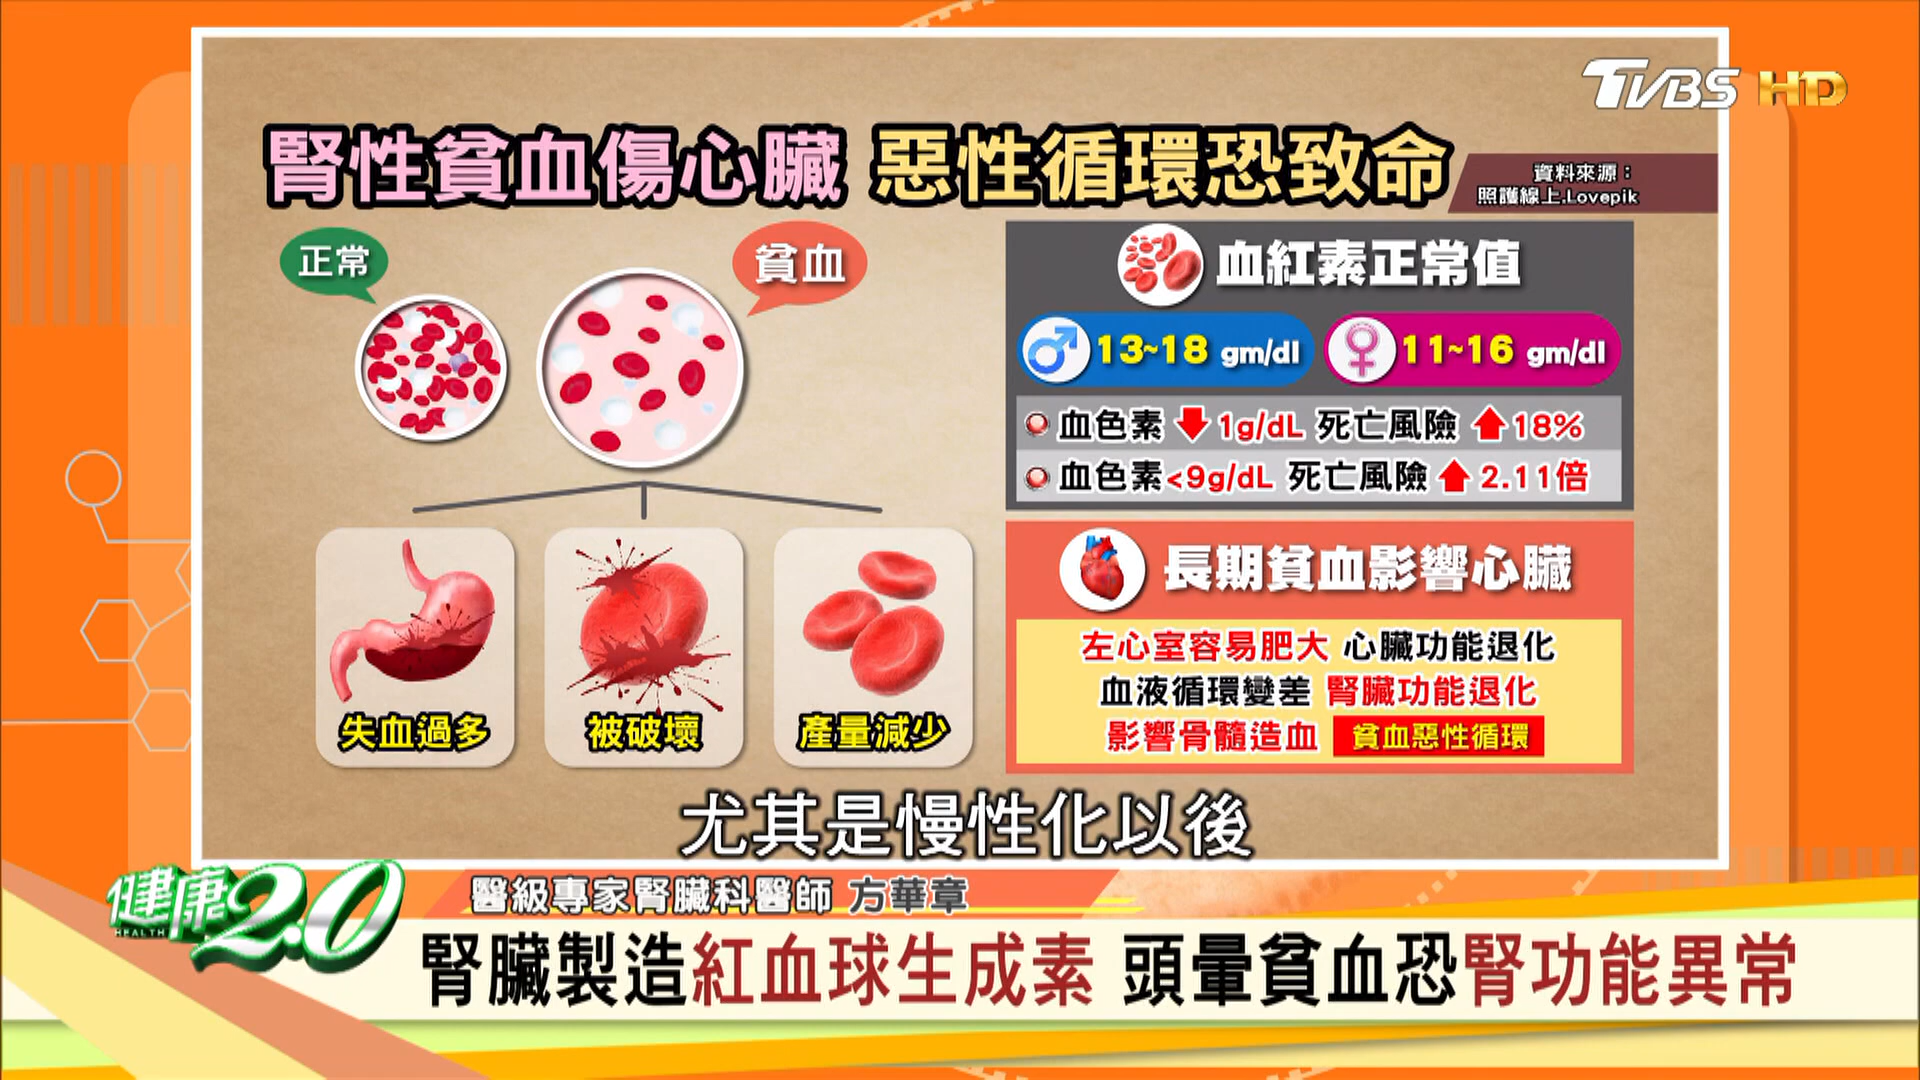 TVBS HD
腎性貧血傷心臟 惡性循環恐致命
資料來源：
照護線上.Lovepik
正常
貧血
失血過多
被破壞
產量減少
血紅素正常值
13~18 gm/dl
11~16 gm/dl
血色素 1g/dL 死亡風險 18%
血色素<9g/dL 死亡風險 2.11倍
長期貧血影響心臟
左心室容易肥大 心臟功能退化
血液循環變差 腎臟功能退化
影響骨髓造血 貧血惡性循環
尤其是慢性化以後
健康2.0
HEALTH
醫級專家腎臟科醫師 方華章
腎臟製造紅血球生成素 頭暈貧血恐腎功能異常